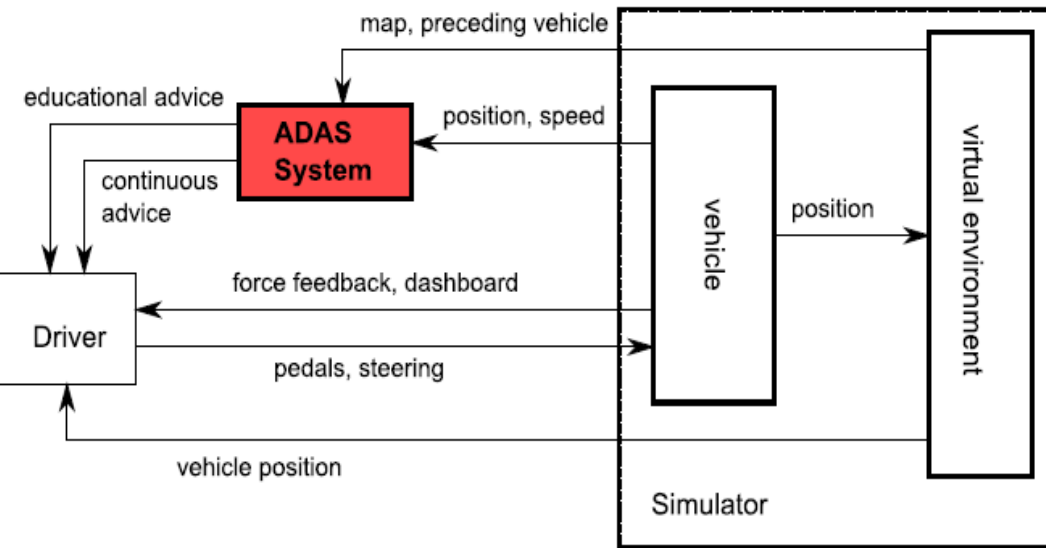 map, preceding vehicle
educational advice
ADAS
System
position, speed
continuous
advice
vehicle
position
virtual environment
force feedback, dashboard
Driver
pedals, steering
vehicle position
Simulator